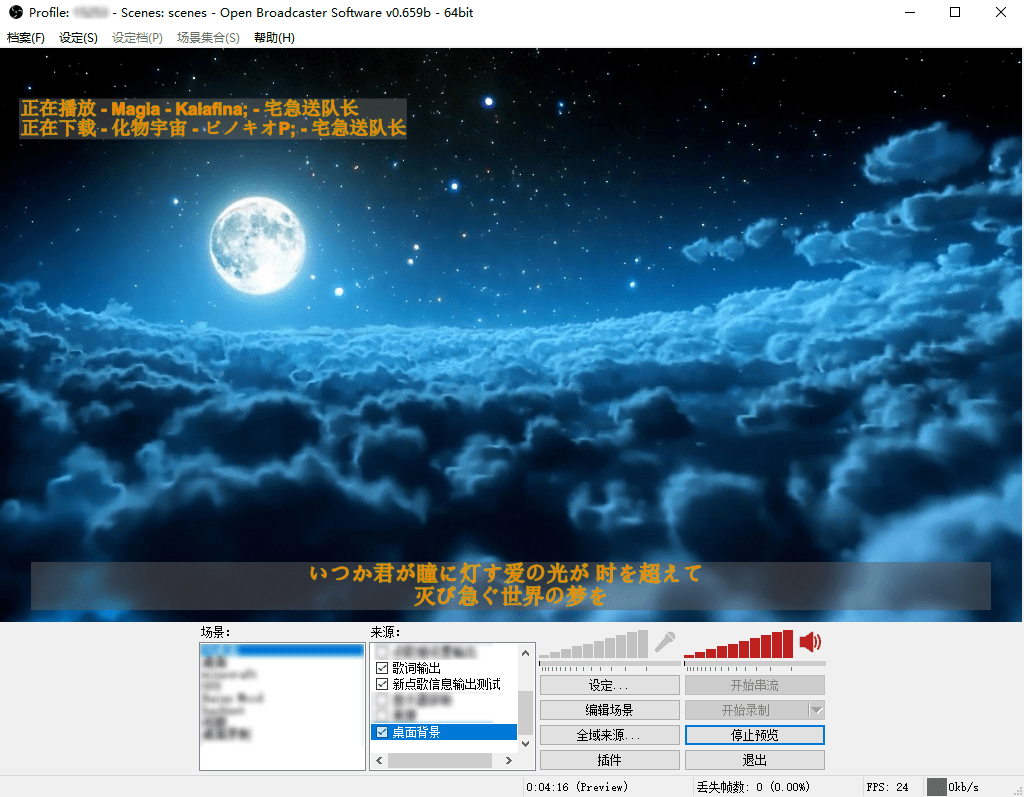 Profile: - Scenes: scenes - Open Broadcaster Software v0.659b - 64bit
档案(F) 设定(S) 设定档(P) 场景集合(S) 帮助(H)
正在播放 - Magia - Kalafina; - 宅急送队长
正在下载 - 化物宇宙 - ピノキオP; - 宅急送队长
いつか君が瞳に灯す爱の光が 时を超えて
灭び急ぐ世界の梦を
场景:
来源:
歌词输出
新点歌信息输出测试
桌面背景
设定...
开始串流
编辑场景
开始录制
全域来源...
停止预览
插件
退出
0:04:16 (Preview)
丢失帧数: 0 (0.00%)
FPS: 24
0kb/s